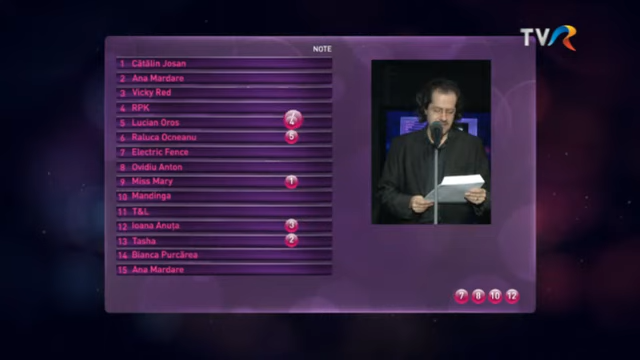 TVR
NOTE
1 Cătălin Josan
2 Ana Mardare
3 Vicky Red
4 RPK
5 Lucian Oros
6 Raluca Ocneanu 5
7 Electric Fence
8 Ovidiu Anton
9 Miss Mary 1
10 Mandinga
11 T&L
12 Ioana Anuța 3
13 Tasha 2
14 Bianca Purcărea
15 Ana Mardare
7 8 10 12